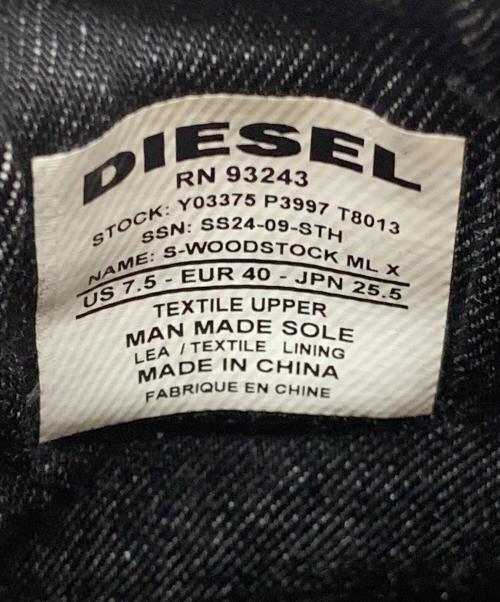 DIESEL
RN 93243
STOCK: Y03375 P3997 T8013
SSN: SS24-09-STH
NAME: S-WOODSTOCK ML X
US 7.5 - EUR 40 - JPN 25.5
TEXTILE UPPER
MAN MADE SOLE
LEA / TEXTILE LINING
MADE IN CHINA
FABRIQUE EN CHINE